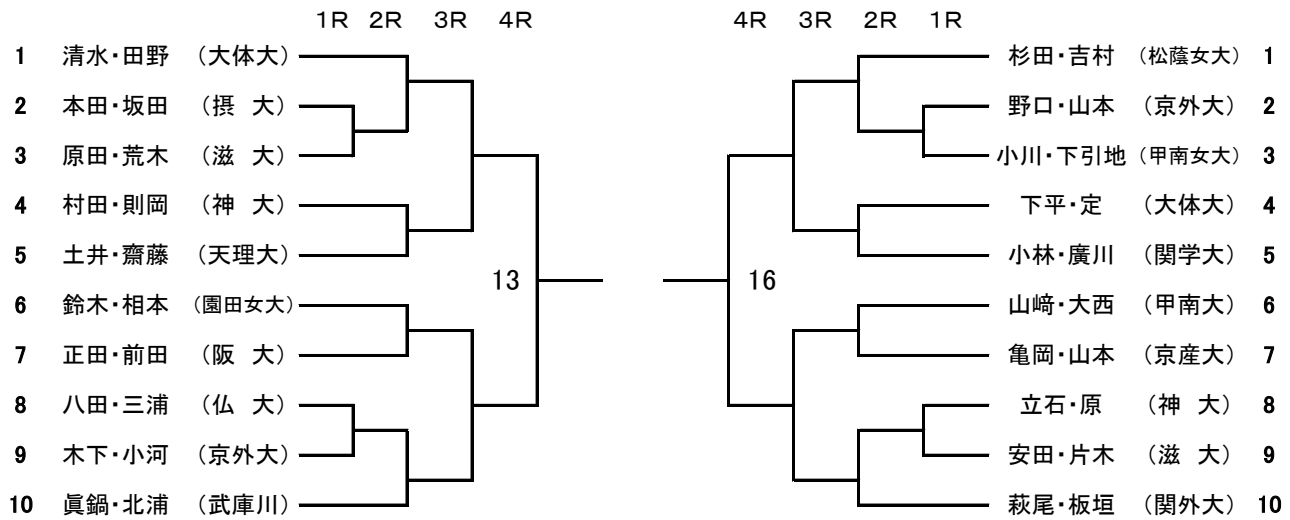 1R 2R 3R 4R
1 清水・田野 (大体大)
2 本田・坂田 (摂 大)
3 原田・荒木 (滋 大)
4 村田・則岡 (神 大)
5 土井・齋藤 (天理大)
13
6 鈴木・相本 (園田女大)
7 正田・前田 (阪 大)
8 八田・三浦 (仏 大)
9 木下・小河 (京外大)
10 眞鍋・北浦 (武庫川)
4R 3R 2R 1R
杉田・吉村 (松蔭女大) 1
野口・山本 (京外大) 2
小川・下引地 (甲南女大) 3
下平・定 (大体大) 4
小林・廣川 (関学大) 5
16
山﨑・大西 (甲南大) 6
亀岡・山本 (京産大) 7
立石・原 (神 大) 8
安田・片木 (滋 大) 9
萩尾・板垣 (関外大) 10